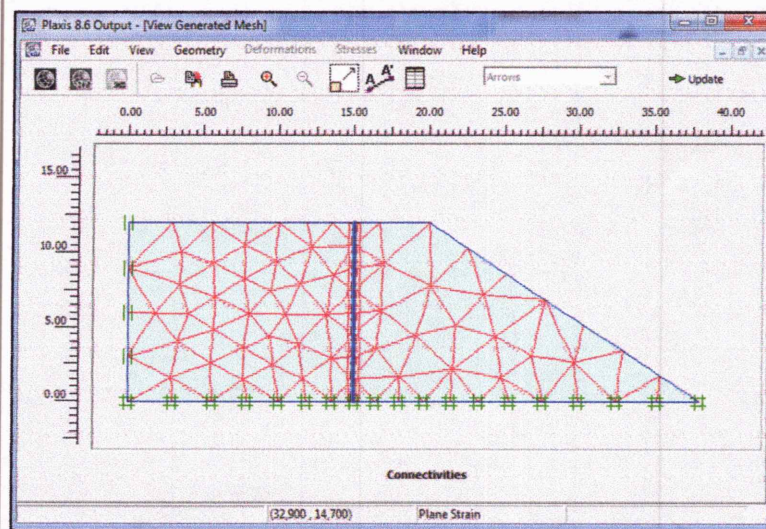 Plaxis 8.6 Output - [View Generated Mesh]
File Edit View Geometry Deformations Stresses Window Help
Arrows Update
0.00 5.00 10.00 15.00 20.00 25.00 30.00 35.00 40.00
15.00
10.00
5.00
0.00
Connectivities
(32,900 , 14,700) Plane Strain